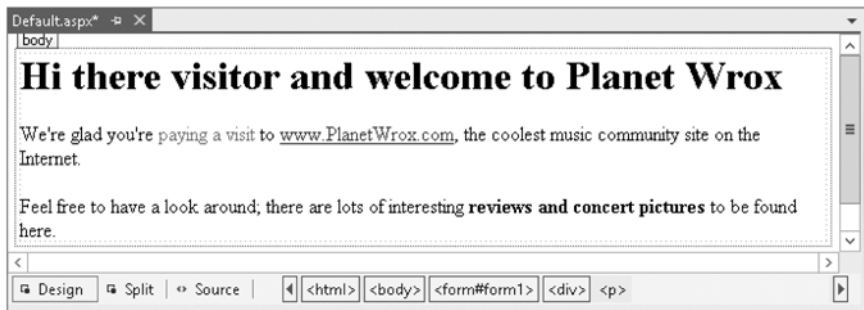 Default.aspx*
body
Hi there visitor and welcome to Planet Wrox
We're glad you're paying a visit to www.PlanetWrox.com, the coolest music community site on the
Internet.
Feel free to have a look around; there are lots of interesting reviews and concert pictures to be found
here.
Design Split Source <html> <body> <form#form1> <div> <p>